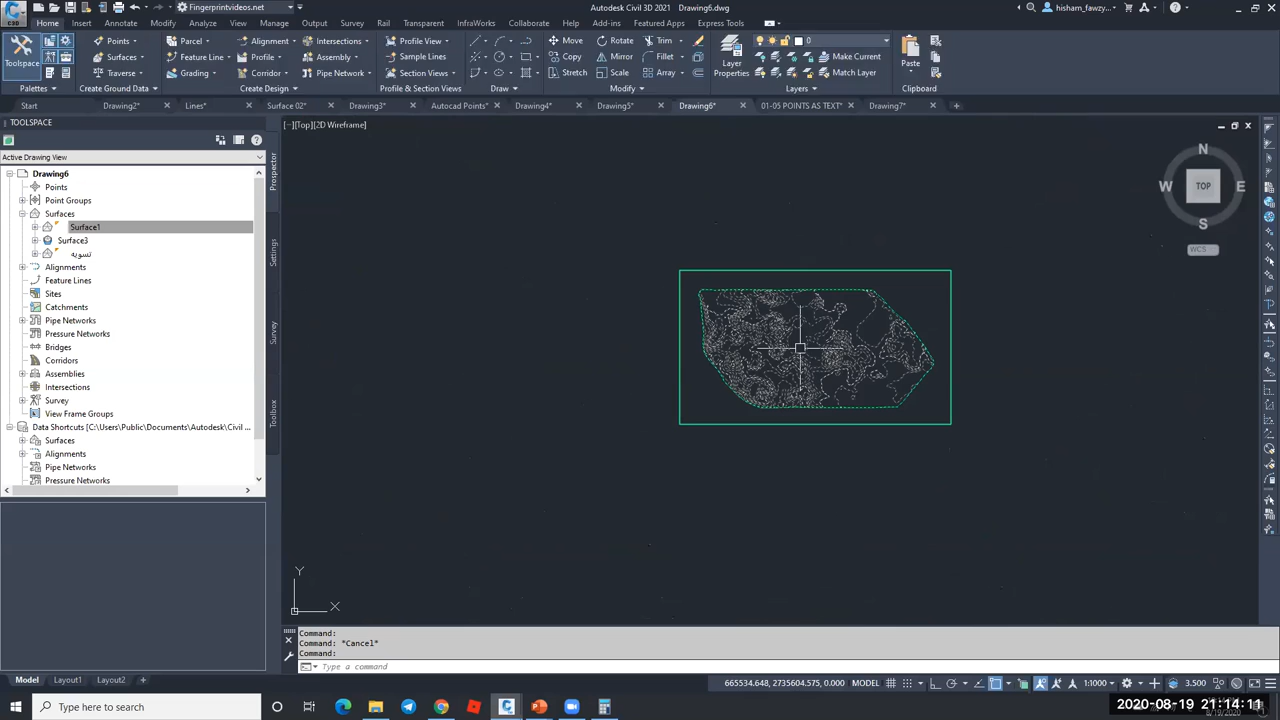 C3D
Fingerprintvideos.net
Autodesk Civil 3D 2021 Drawing6.dwg
hisham_fawzy...
Home Insert Annotate Modify Analyze View Manage Output Survey Rail Transparent InfraWorks Collaborate Help Add-ins Featured Apps Express Tools
Toolspace
Points
Surfaces
Traverse
Parcel
Feature Line
Grading
Alignment
Profile
Corridor
Intersections
Assembly
Pipe Network
Profile View
Sample Lines
Section Views
Move
Copy
Stretch
Rotate
Mirror
Scale
Trim
Fillet
Array
Layer
Properties
0
Make Current
Match Layer
Paste
Palettes Create Ground Data Create Design Profile & Section Views Draw Modify Layers Clipboard
Start Drawing2* Lines* Surface 02* Drawing3* Autocad Points* Drawing4* Drawing5* Drawing6* 01-05 POINTS AS TEXT* Drawing7*
TOOLSPACE
Active Drawing View
Drawing6
Points
Point Groups
Surfaces
Surface1
Surface3
تسويه
Alignments
Feature Lines
Sites
Catchments
Pipe Networks
Pressure Networks
Bridges
Corridors
Assemblies
Intersections
Survey
View Frame Groups
Data Shortcuts [C:\Users\Public\Documents\Autodesk\Civil ...
Surfaces
Alignments
Pipe Networks
Pressure Networks
Prospector
Settings
Survey
Toolbox
[−][Top][2D Wireframe]
N
W TOP E
S
WCS
Y
X
Command:
Command: *Cancel*
Command:
Type a command
Model Layout1 Layout2
665534.648, 2735604.575, 0.000 MODEL
1:1000
3.500
Type here to search
2020-08-19 21:14:11